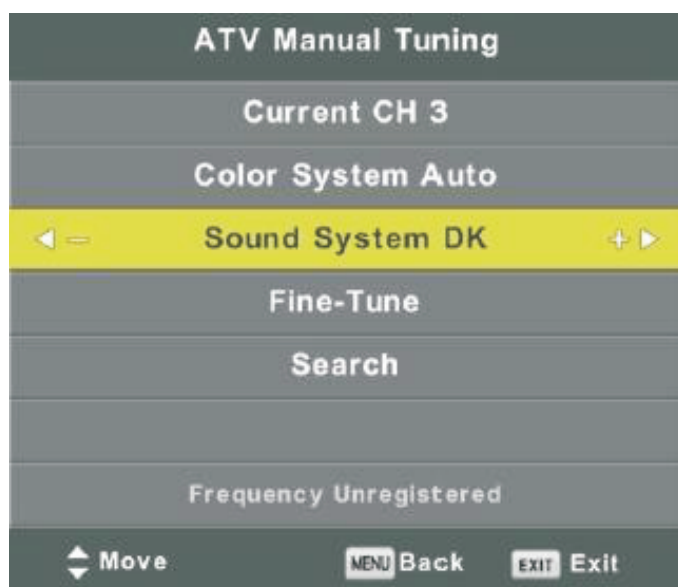 ATV Manual Tuning
Current CH 3
Color System Auto
Sound System DK
Fine-Tune
Search
Frequency Unregistered
Move MENU Back EXIT Exit